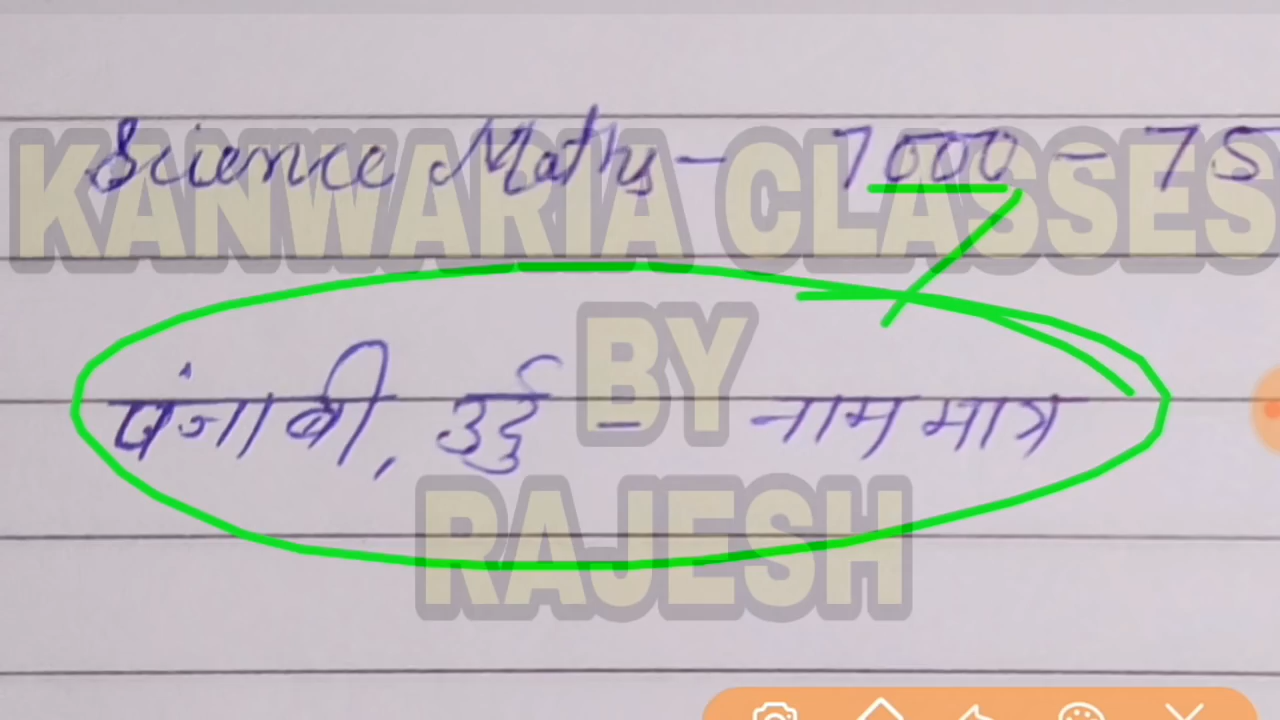 Science Maths - 7000 - 75
पंजाबी, उर्दु - नाम मात्र
KANWARIA CLASSES
BY
RAJESH